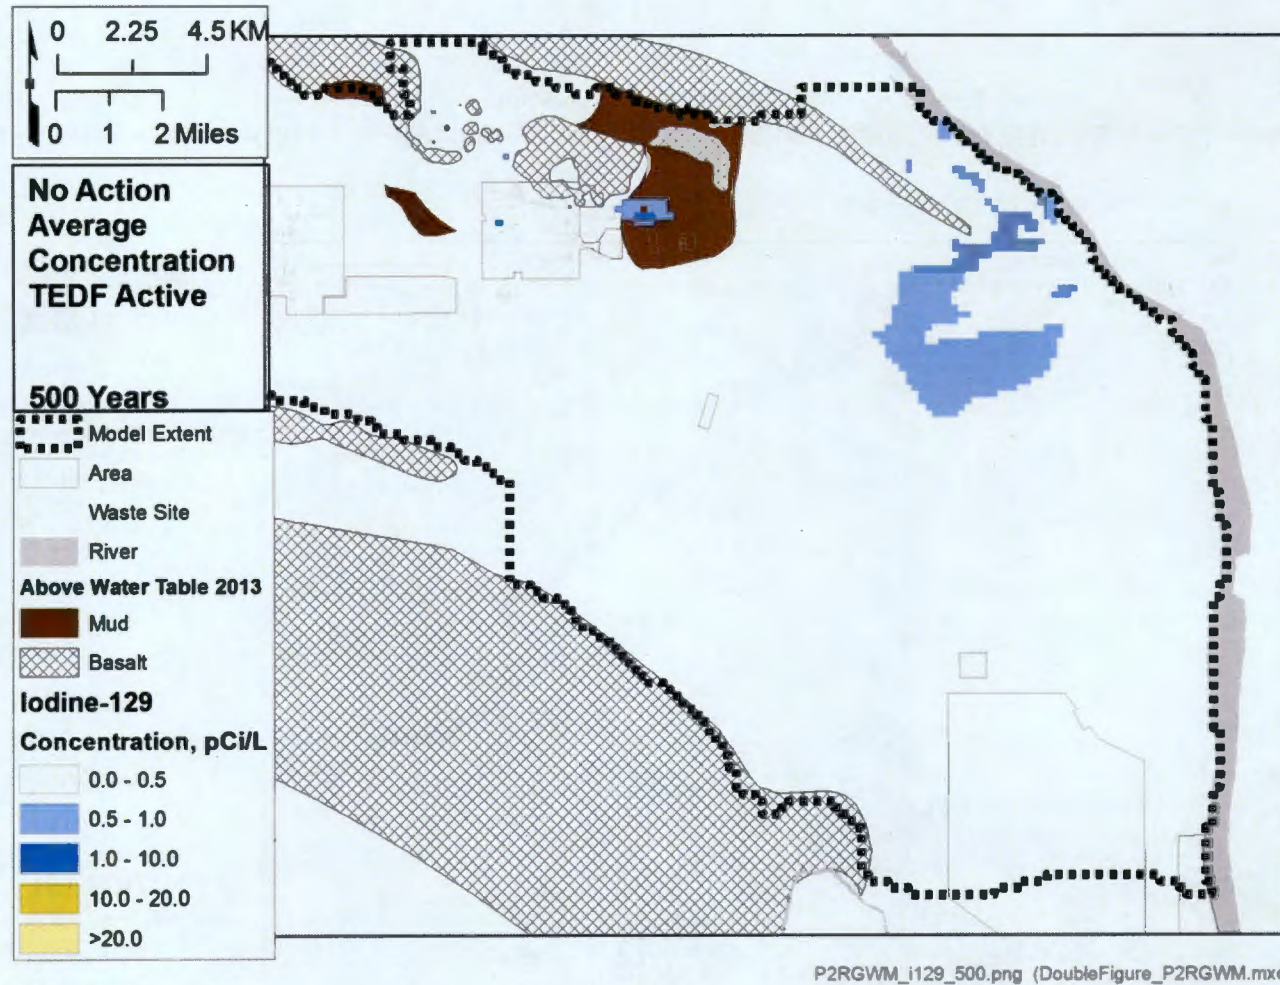 0 2.25 4.5 KM
0 1 2 Miles
No Action
Average
Concentration
TEDF Active
500 Years
Model Extent
Area
Waste Site
River
Above Water Table 2013
Mud
Basalt
Iodine-129
Concentration, pCi/L
0.0 - 0.5
0.5 - 1.0
1.0 - 10.0
10.0 - 20.0
>20.0
P2RGWM_i129_500.png (DoubleFigure_P2RGWM.mxd